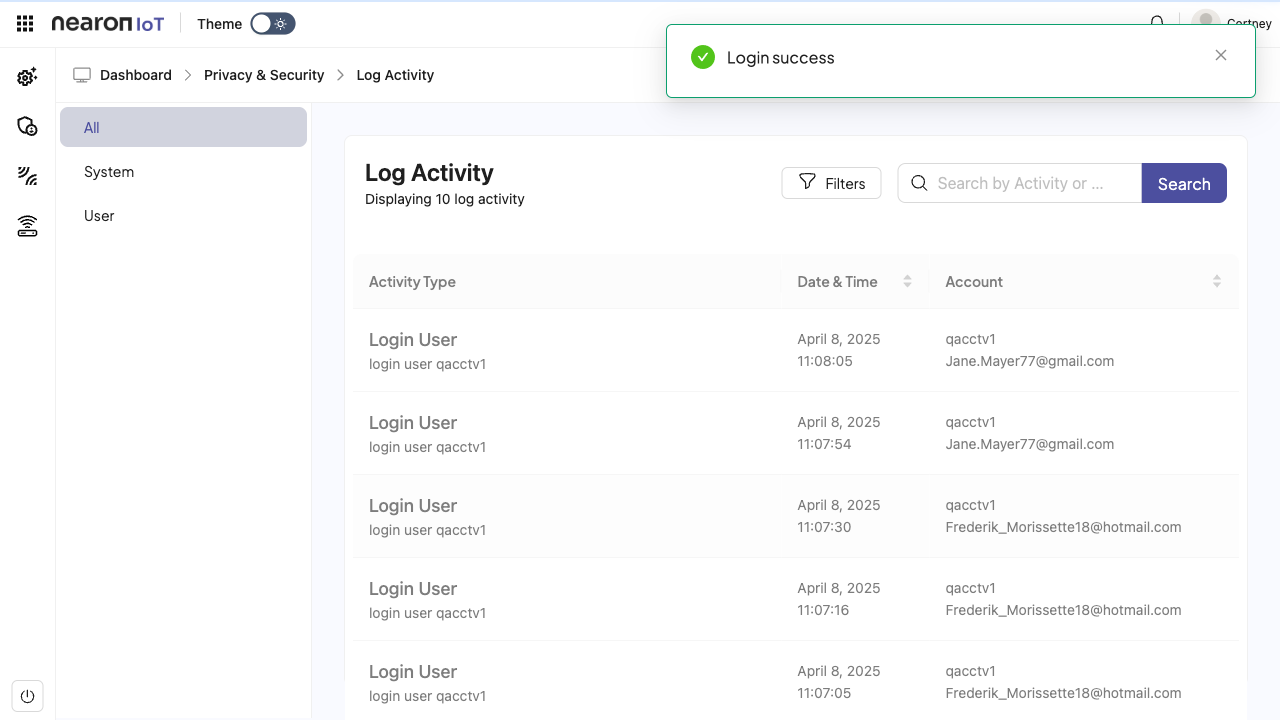 nearon IoT
Theme
Cortney
Login success
Dashboard
Privacy & Security
Log Activity
All
System
User
Log Activity
Displaying 10 log activity
Filters
Search by Activity or ...
Search
Activity Type
Date & Time
Account
Login User
login user qacctv1
April 8, 2025
11:08:05
qacctv1
Jane.Mayer77@gmail.com
Login User
login user qacctv1
April 8, 2025
11:07:54
qacctv1
Jane.Mayer77@gmail.com
Login User
login user qacctv1
April 8, 2025
11:07:30
qacctv1
Frederik_Morissette18@hotmail.com
Login User
login user qacctv1
April 8, 2025
11:07:16
qacctv1
Frederik_Morissette18@hotmail.com
Login User
login user qacctv1
April 8, 2025
11:07:05
qacctv1
Frederik_Morissette18@hotmail.com